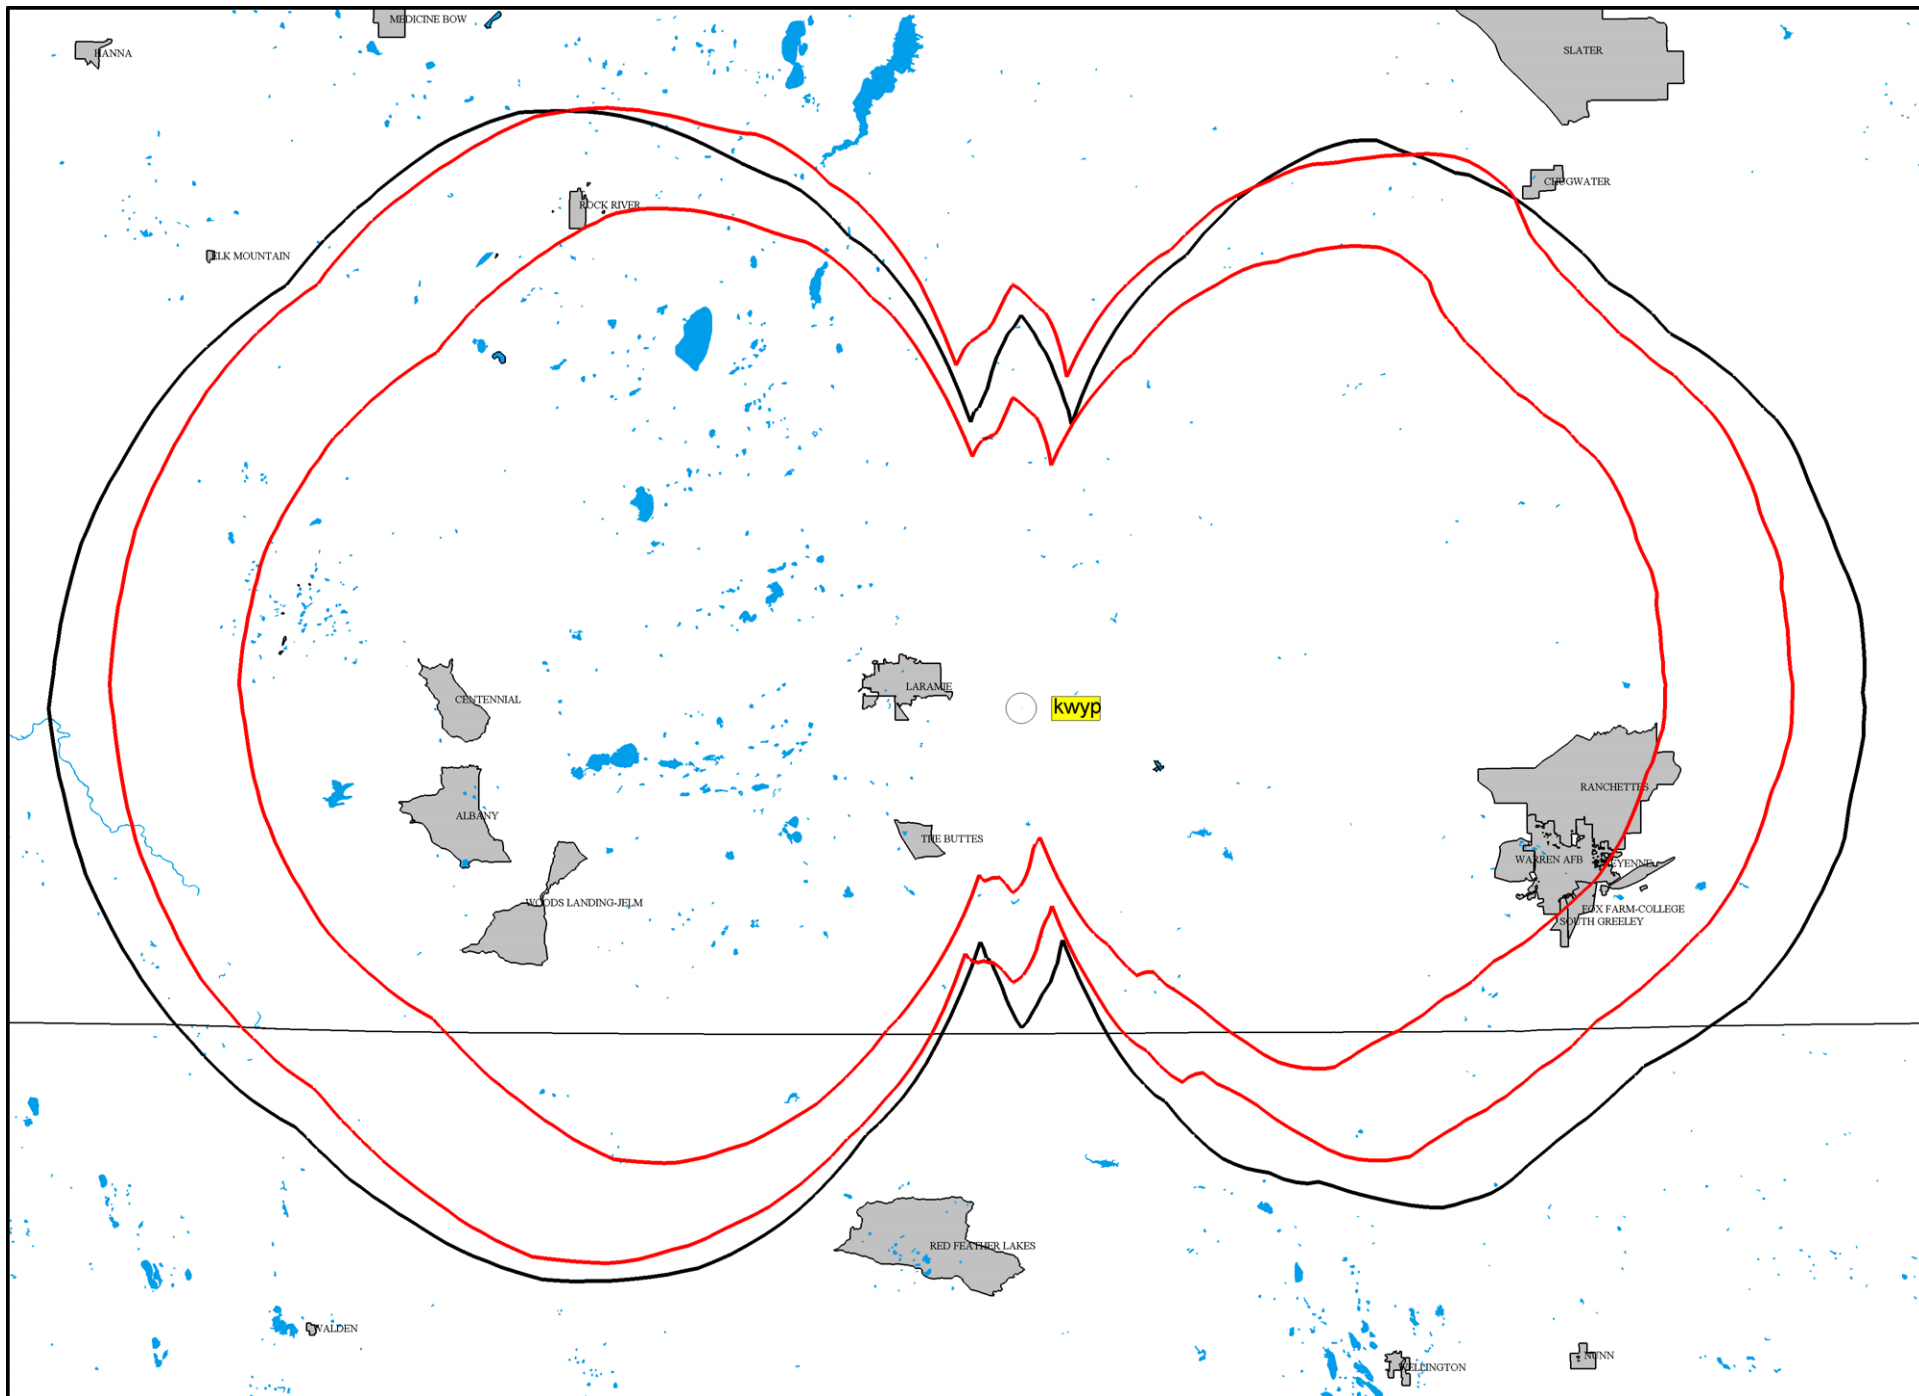 MEDICINE BOW
HANNA
SLATER
CHUGWATER
ROCK RIVER
ELK MOUNTAIN
LARAMIE
CENTENNIAL
kwyp
RANCHETTES
ALBANY
THE BUTTES
WARREN AFB
EYENNE
WOODS LANDING-JELM
FOX FARM-COLLEGE
SOUTH GREELEY
RED FEATHER LAKES
WALDEN
WELLINGTON
NUNN